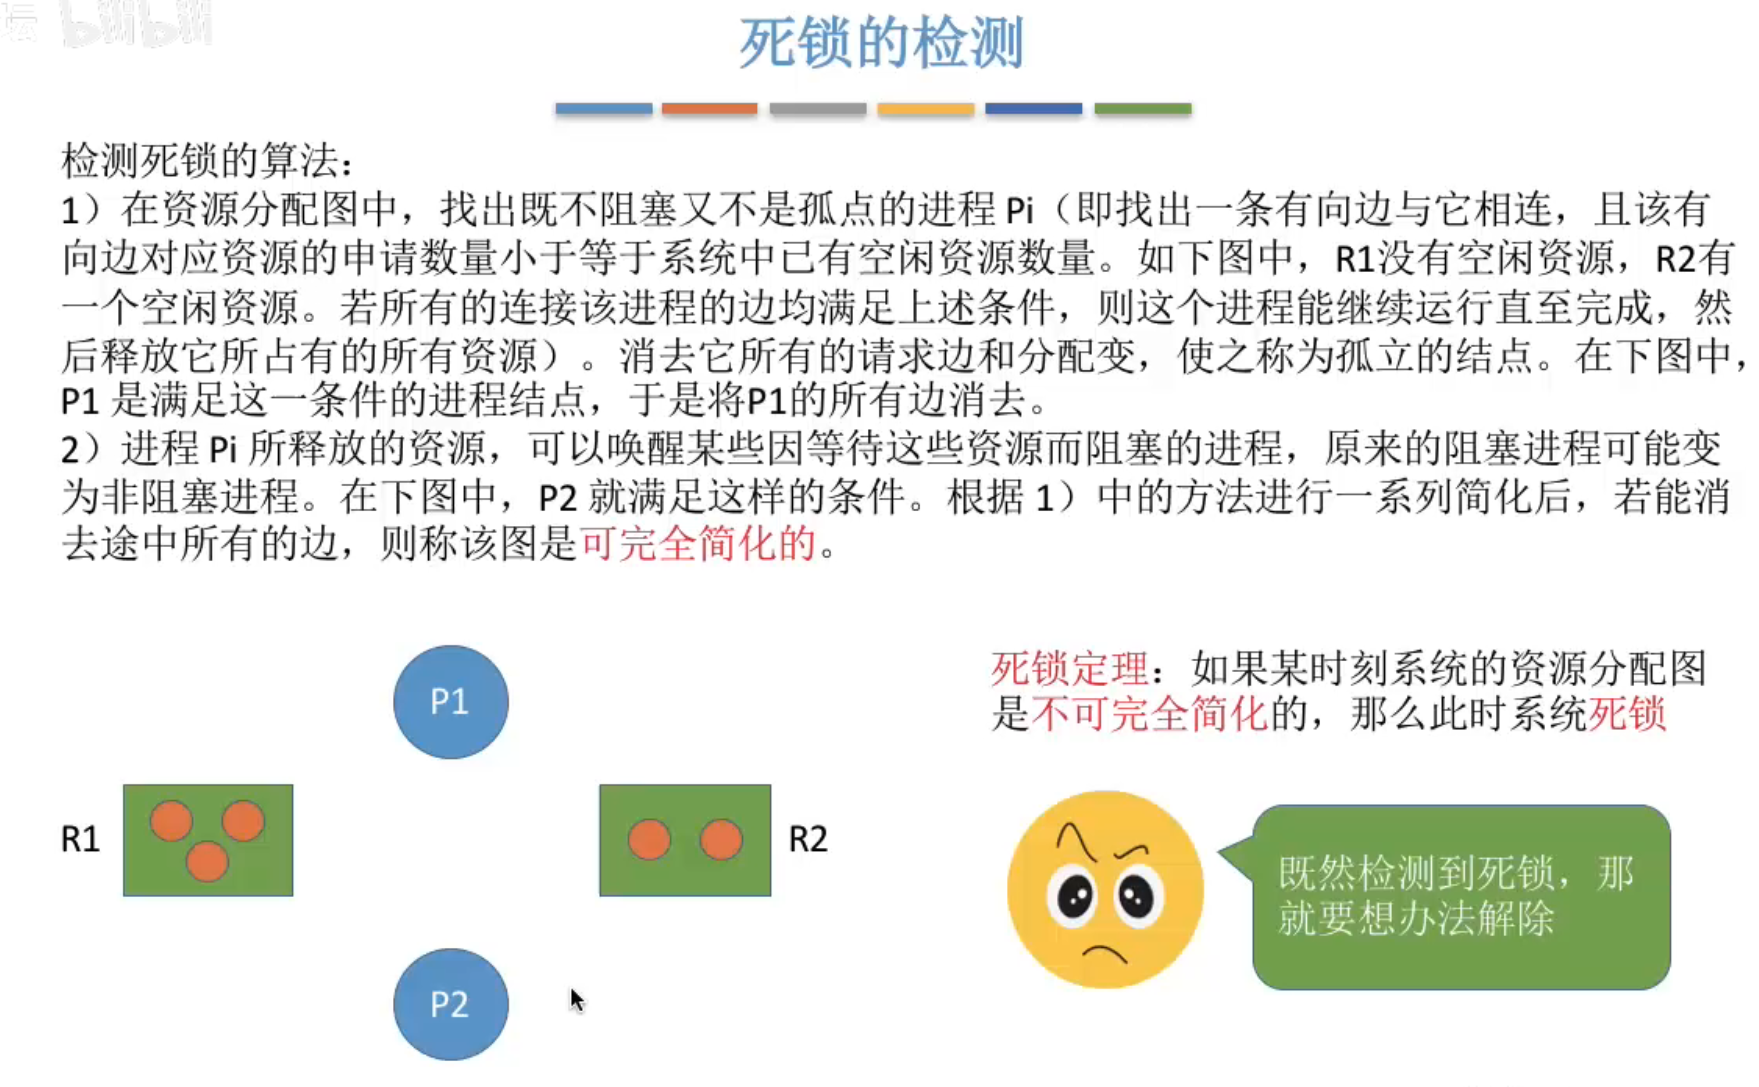 坛 bilibili
死锁的检测
检测死锁的算法：
1）在资源分配图中，找出既不阻塞又不是孤点的进程 Pi（即找出一条有向边与它相连，且该有
向边对应资源的申请数量小于等于系统中已有空闲资源数量。如下图中，R1没有空闲资源，R2有
一个空闲资源。若所有的连接该进程的边均满足上述条件，则这个进程能继续运行直至完成，然
后释放它所占有的所有资源）。消去它所有的请求边和分配变，使之称为孤立的结点。在下图中，
P1 是满足这一条件的进程结点，于是将P1的所有边消去。
2）进程 Pi 所释放的资源，可以唤醒某些因等待这些资源而阻塞的进程，原来的阻塞进程可能变
为非阻塞进程。在下图中，P2 就满足这样的条件。根据 1）中的方法进行一系列简化后，若能消
去途中所有的边，则称该图是可完全简化的。
P1
R1
R2
P2
死锁定理：如果某时刻系统的资源分配图
是不可完全简化的，那么此时系统死锁
既然检测到死锁，那
就要想办法解除